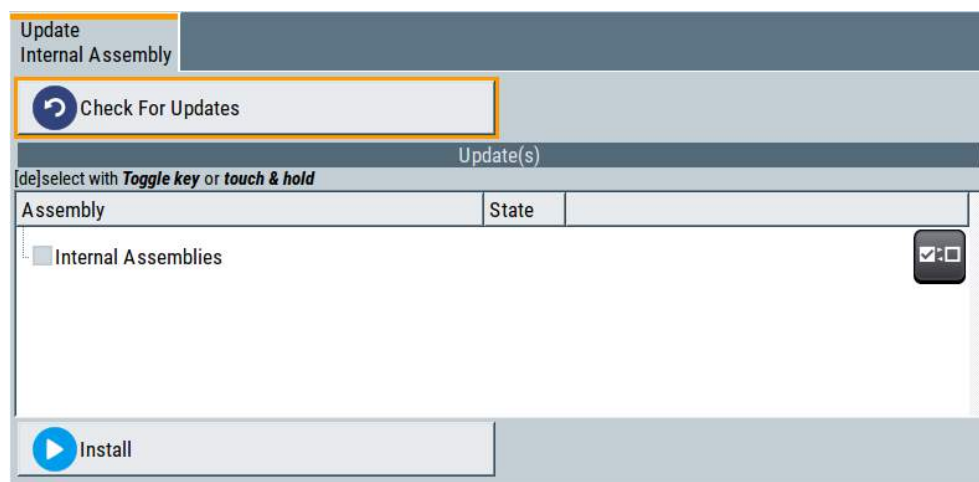 Update
Internal Assembly
Check For Updates
Update(s)
[de]select with Toggle key or touch & hold
Assembly State
Internal Assemblies
Install